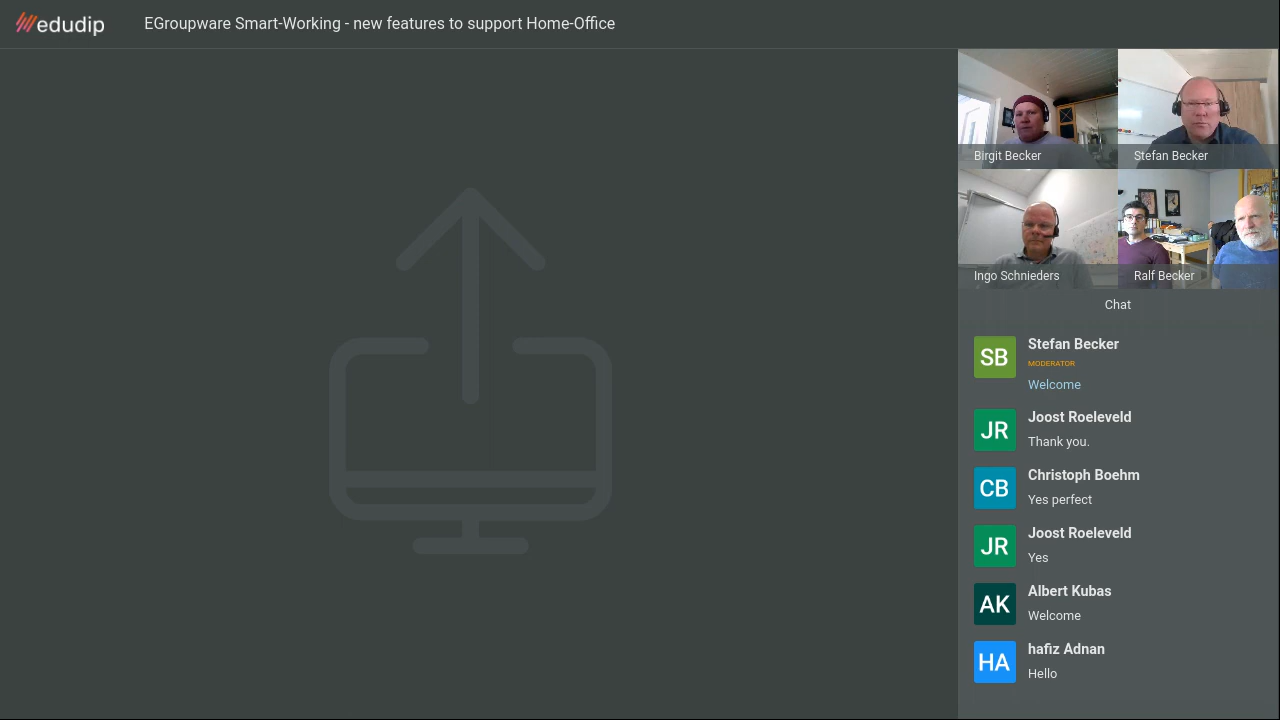 edudip
EGroupware Smart-Working - new features to support Home-Office
Birgit Becker
Stefan Becker
Ingo Schnieders
Ralf Becker
Chat
SB
Stefan Becker
MODERATOR
Welcome
JR
Joost Roeleveld
Thank you.
CB
Christoph Boehm
Yes perfect
JR
Joost Roeleveld
Yes
AK
Albert Kubas
Welcome
HA
hafiz Adnan
Hello